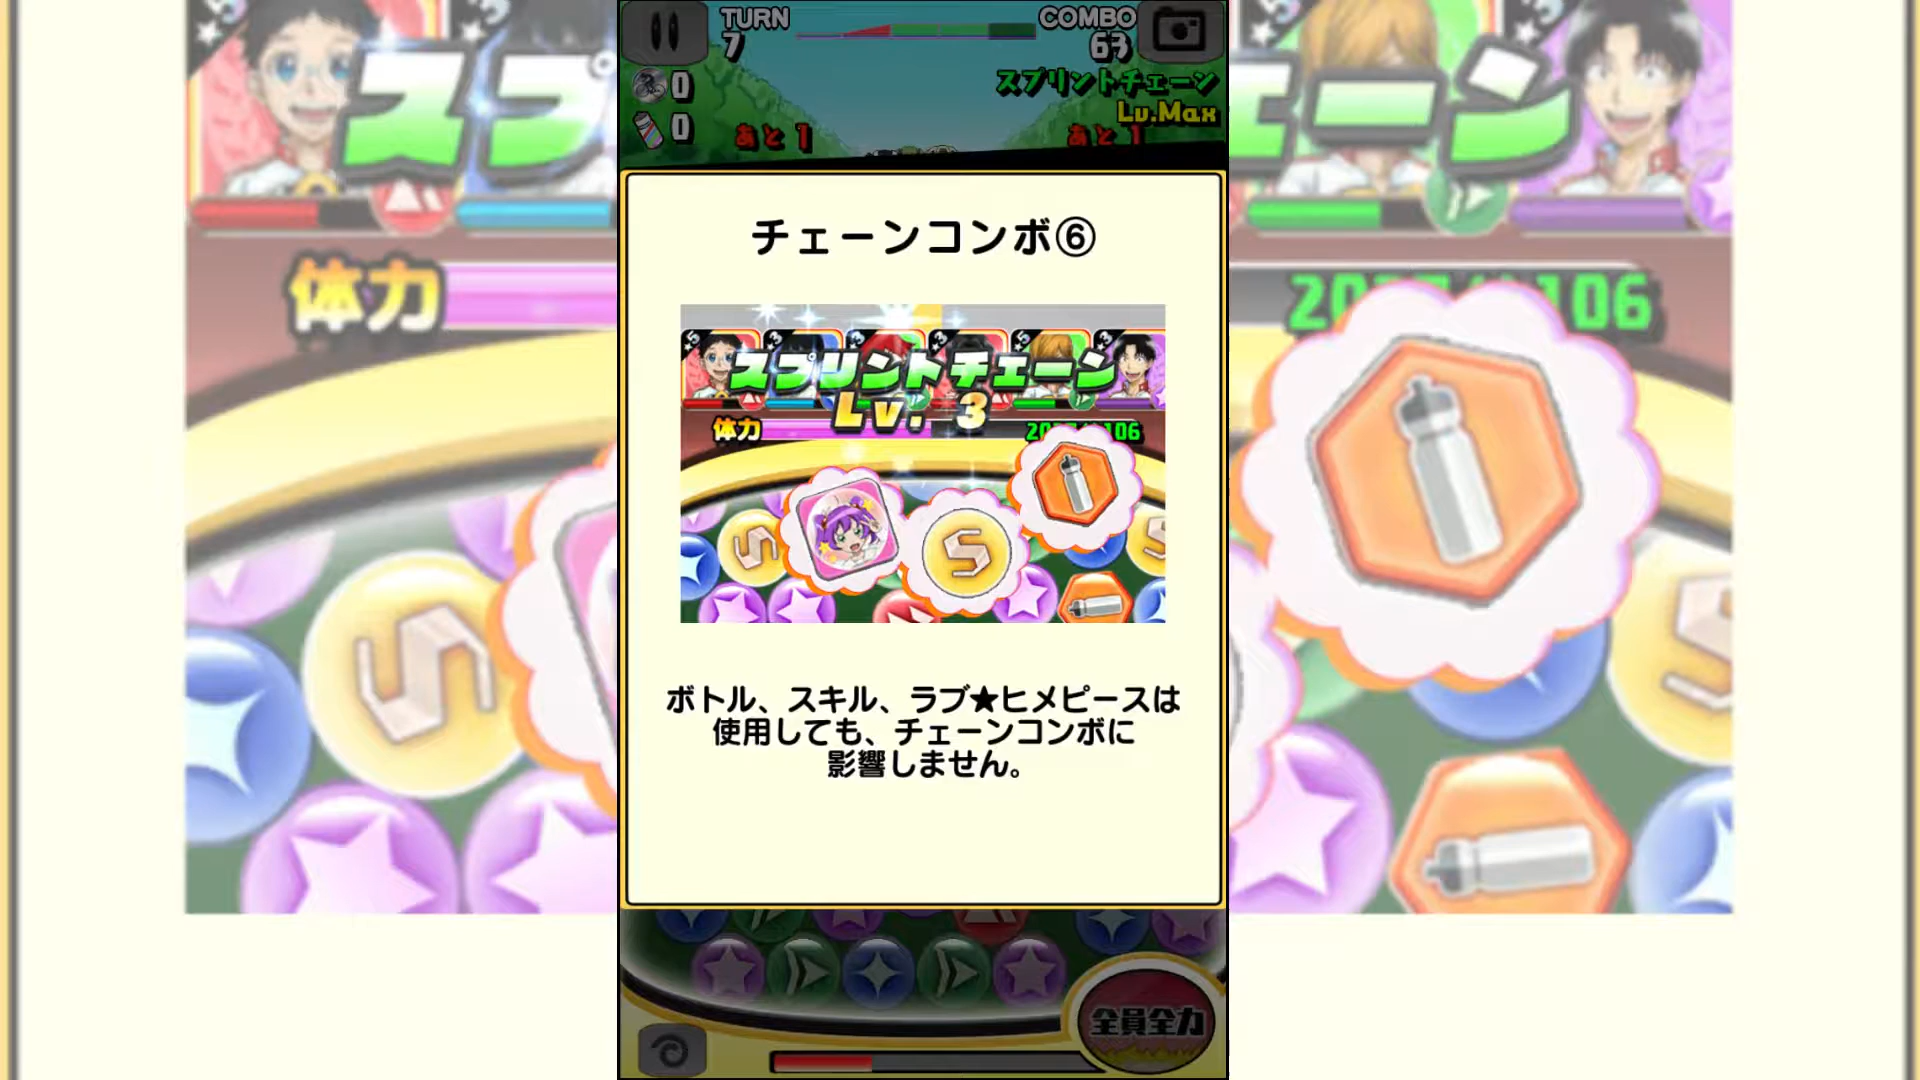 TURN
7
COMBO
63
0
スプリントチェーン
Lv.Max
0
あと 1
あと 1
チェーンコンボ⑥
スプリントチェーン
Lv. 3
体力
ボトル、スキル、ラブ★ヒメピースは
使用しても、チェーンコンボに
影響しません。
全員全力